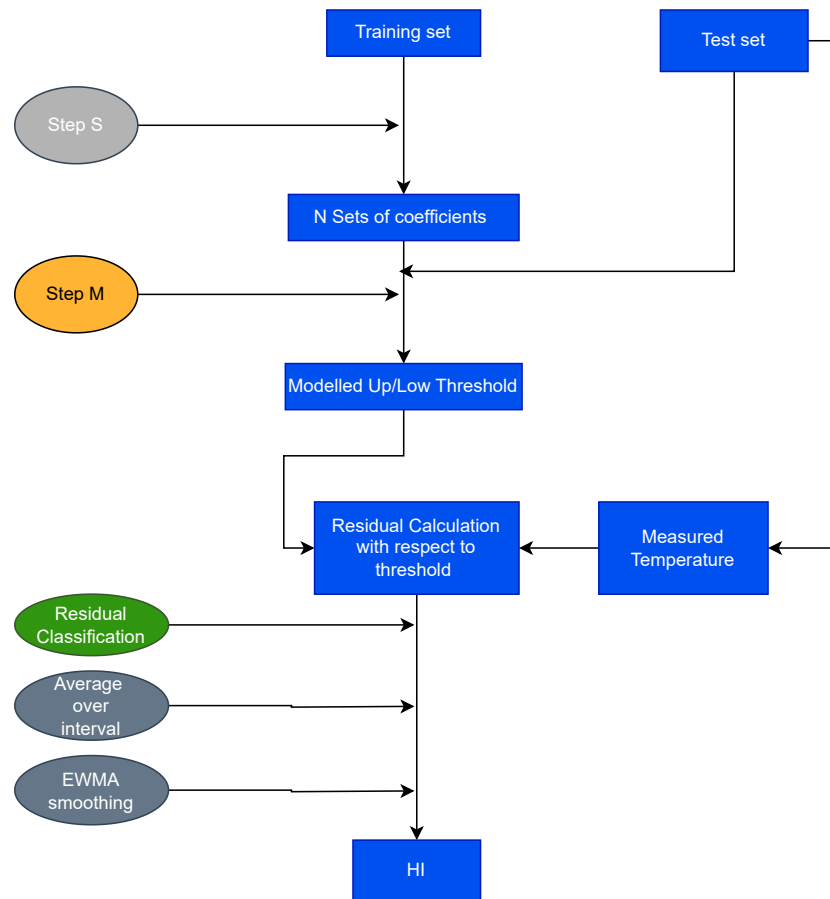 Training set
Test set
Step S
N Sets of coefficients
Step M
Modelled Up/Low Threshold
Residual Calculation
with respect to
threshold
Measured
Temperature
Residual
Classification
Average
over
interval
EWMA
smoothing
HI